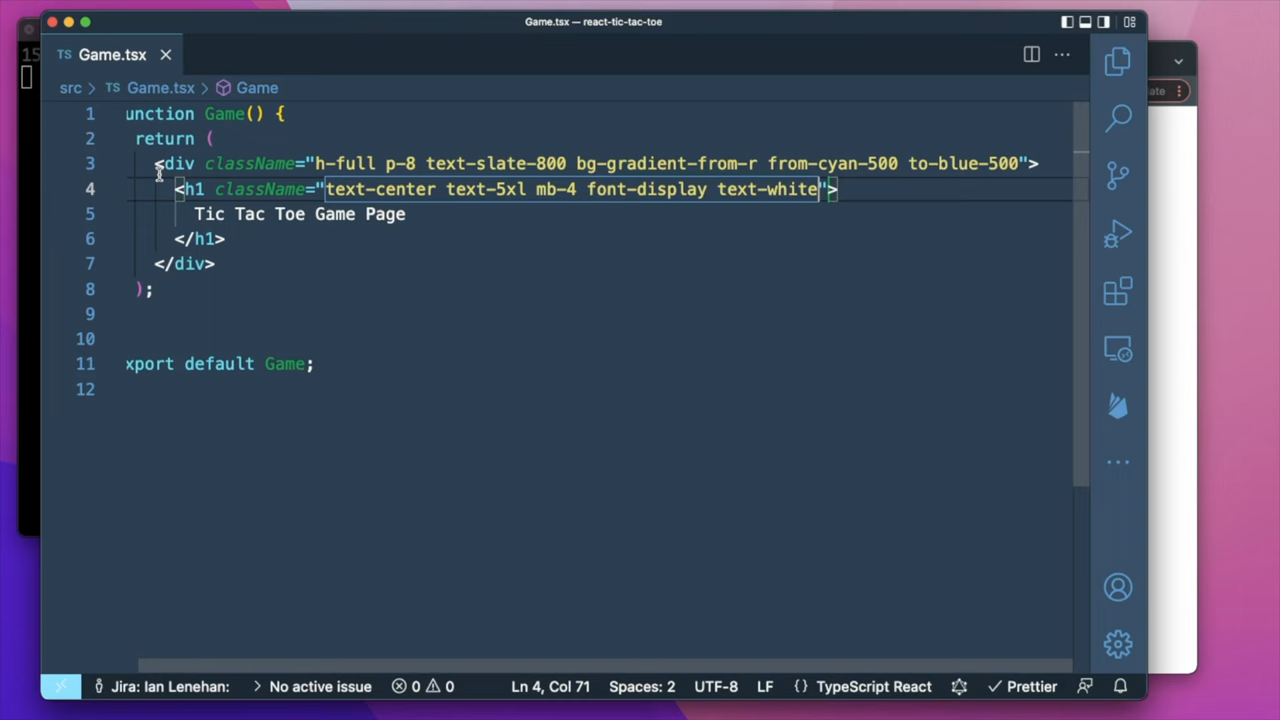 Game.tsx — react-tic-tac-toe
15
TS Game.tsx
src > TS Game.tsx > Game
ate
1 unction Game() {
2 return (
3 <div className="h-full p-8 text-slate-800 bg-gradient-from-r from-cyan-500 to-blue-500">
4 <h1 className="text-center text-5xl mb-4 font-display text-white">
5 Tic Tac Toe Game Page
6 </h1>
7 </div>
8 );
9
10
11 xport default Game;
12
Jira: Ian Lenehan: > No active issue 0 0 Ln 4, Col 71 Spaces: 2 UTF-8 LF {} TypeScript React Prettier